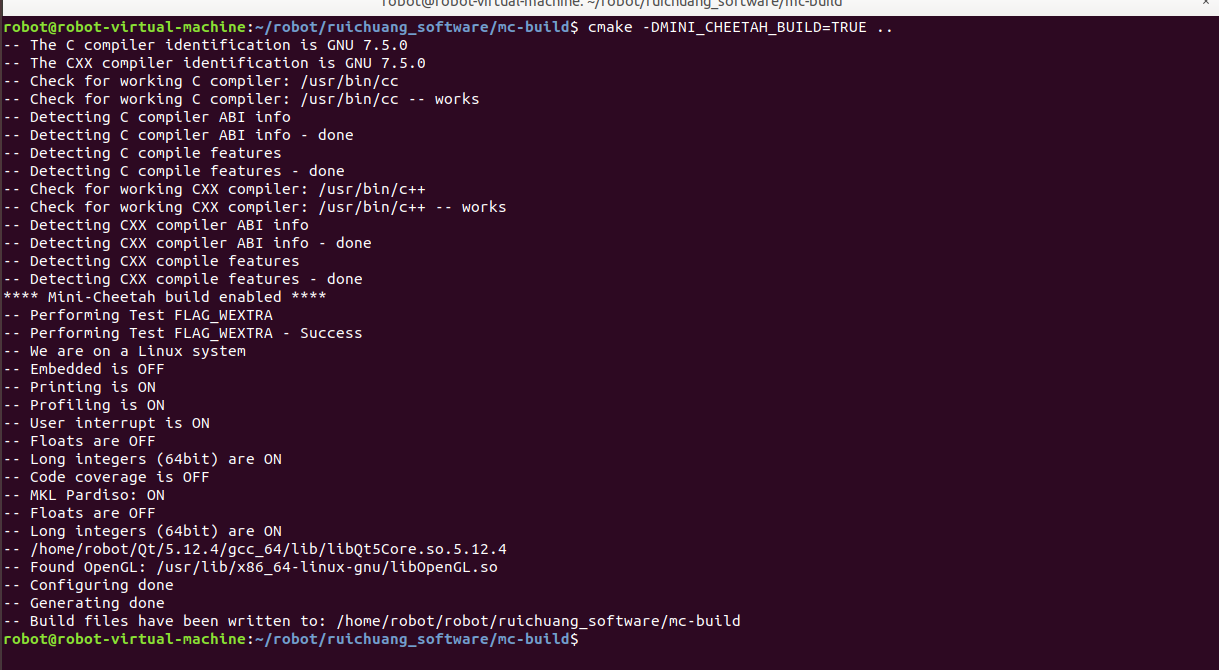 robot@robot-virtual-machine: ~/robot/ruichuang_software/mc-build
robot@robot-virtual-machine:~/robot/ruichuang_software/mc-build$ cmake -DMINI_CHEETAH_BUILD=TRUE ..
-- The C compiler identification is GNU 7.5.0
-- The CXX compiler identification is GNU 7.5.0
-- Check for working C compiler: /usr/bin/cc
-- Check for working C compiler: /usr/bin/cc -- works
-- Detecting C compiler ABI info
-- Detecting C compiler ABI info - done
-- Detecting C compile features
-- Detecting C compile features - done
-- Check for working CXX compiler: /usr/bin/c++
-- Check for working CXX compiler: /usr/bin/c++ -- works
-- Detecting CXX compiler ABI info
-- Detecting CXX compiler ABI info - done
-- Detecting CXX compile features
-- Detecting CXX compile features - done
**** Mini-Cheetah build enabled ****
-- Performing Test FLAG_WEXTRA
-- Performing Test FLAG_WEXTRA - Success
-- We are on a Linux system
-- Embedded is OFF
-- Printing is ON
-- Profiling is ON
-- User interrupt is ON
-- Floats are OFF
-- Long integers (64bit) are ON
-- Code coverage is OFF
-- MKL Pardiso: ON
-- Floats are OFF
-- Long integers (64bit) are ON
-- /home/robot/Qt/5.12.4/gcc_64/lib/libQt5Core.so.5.12.4
-- Found OpenGL: /usr/lib/x86_64-linux-gnu/libOpenGL.so
-- Configuring done
-- Generating done
-- Build files have been written to: /home/robot/robot/ruichuang_software/mc-build
robot@robot-virtual-machine:~/robot/ruichuang_software/mc-build$